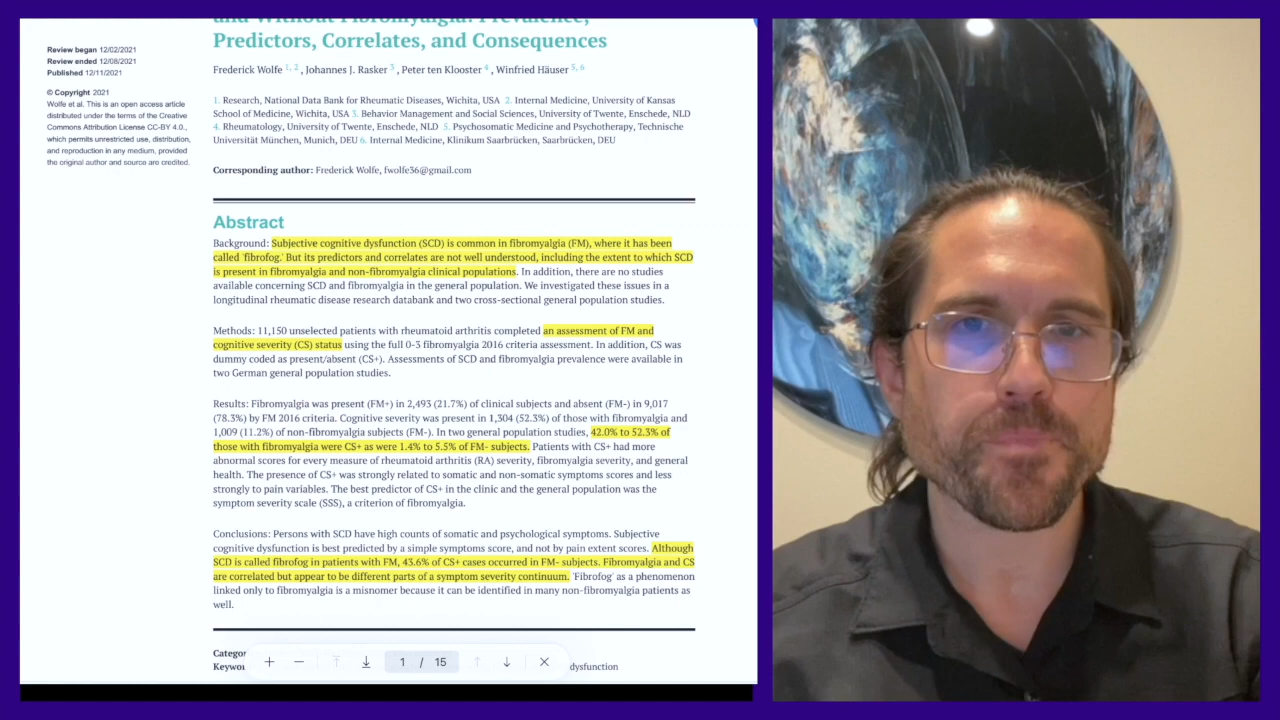 and Without Fibromyalgia: Prevalence,
Predictors, Correlates, and Consequences
Review began 12/02/2021
Review ended 12/08/2021
Published 12/11/2021
© Copyright 2021
Wolfe et al. This is an open access article
distributed under the terms of the Creative
Commons Attribution License CC-BY 4.0.,
which permits unrestricted use, distribution,
and reproduction in any medium, provided
the original author and source are credited.
Frederick Wolfe 1, 2 , Johannes J. Rasker 3 , Peter ten Klooster 4 , Winfried Häuser 5, 6
1. Research, National Data Bank for Rheumatic Diseases, Wichita, USA 2. Internal Medicine, University of Kansas
School of Medicine, Wichita, USA 3. Behavior Management and Social Sciences, University of Twente, Enschede, NLD
4. Rheumatology, University of Twente, Enschede, NLD 5. Psychosomatic Medicine and Psychotherapy, Technische
Universität München, Munich, DEU 6. Internal Medicine, Klinikum Saarbrücken, Saarbrücken, DEU
Corresponding author: Frederick Wolfe, fwolfe36@gmail.com
Abstract
Background: Subjective cognitive dysfunction (SCD) is common in fibromyalgia (FM), where it has been
called 'fibrofog.' But its predictors and correlates are not well understood, including the extent to which SCD
is present in fibromyalgia and non-fibromyalgia clinical populations. In addition, there are no studies
available concerning SCD and fibromyalgia in the general population. We investigated these issues in a
longitudinal rheumatic disease research databank and two cross-sectional general population studies.
Methods: 11,150 unselected patients with rheumatoid arthritis completed an assessment of FM and
cognitive severity (CS) status using the full 0-3 fibromyalgia 2016 criteria assessment. In addition, CS was
dummy coded as present/absent (CS+). Assessments of SCD and fibromyalgia prevalence were available in
two German general population studies.
Results: Fibromyalgia was present (FM+) in 2,493 (21.7%) of clinical subjects and absent (FM-) in 9,017
(78.3%) by FM 2016 criteria. Cognitive severity was present in 1,304 (52.3%) of those with fibromyalgia and
1,009 (11.2%) of non-fibromyalgia subjects (FM-). In two general population studies, 42.0% to 52.3% of
those with fibromyalgia were CS+ as were 1.4% to 5.5% of FM- subjects. Patients with CS+ had more
abnormal scores for every measure of rheumatoid arthritis (RA) severity, fibromyalgia severity, and general
health. The presence of CS+ was strongly related to somatic and non-somatic symptoms scores and less
strongly to pain variables. The best predictor of CS+ in the clinic and the general population was the
symptom severity scale (SSS), a criterion of fibromyalgia.
Conclusions: Persons with SCD have high counts of somatic and psychological symptoms. Subjective
cognitive dysfunction is best predicted by a simple symptoms score, and not by pain extent scores. Although
SCD is called fibrofog in patients with FM, 43.6% of CS+ cases occurred in FM- subjects. Fibromyalgia and CS
are correlated but appear to be different parts of a symptom severity continuum. 'Fibrofog' as a phenomenon
linked only to fibromyalgia is a misnomer because it can be identified in many non-fibromyalgia patients as
well.
Categor
Keywor dysfunction
1 / 15